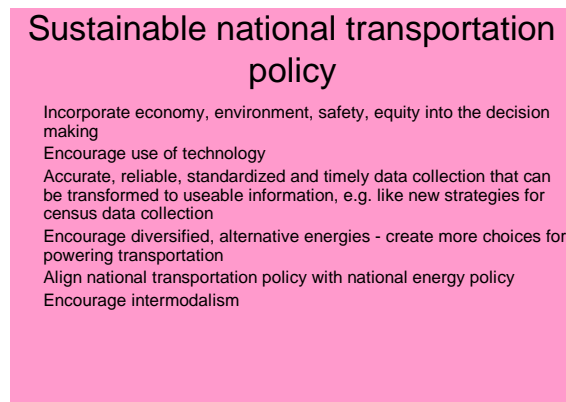 Sustainable national transportation
policy
Incorporate economy, environment, safety, equity into the decision
making
Encourage use of technology
Accurate, reliable, standardized and timely data collection that can
be transformed to useable information, e.g. like new strategies for
census data collection
Encourage diversified, alternative energies - create more choices for
powering transportation
Align national transportation policy with national energy policy
Encourage intermodalism